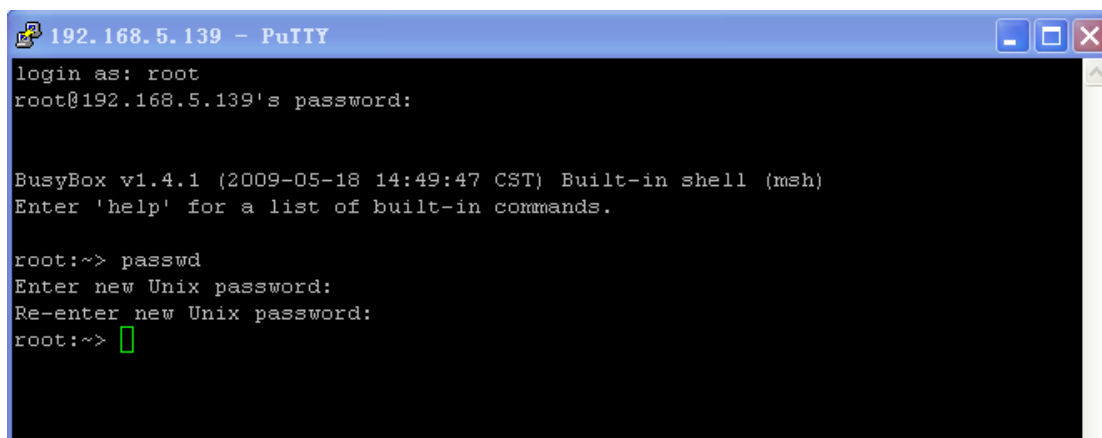 192.168.5.139 - PuTTY
login as: root
root@192.168.5.139's password:
BusyBox v1.4.1 (2009-05-18 14:49:47 CST) Built-in shell (msh)
Enter 'help' for a list of built-in commands.
root:~> passwd
Enter new Unix password:
Re-enter new Unix password:
root:~>